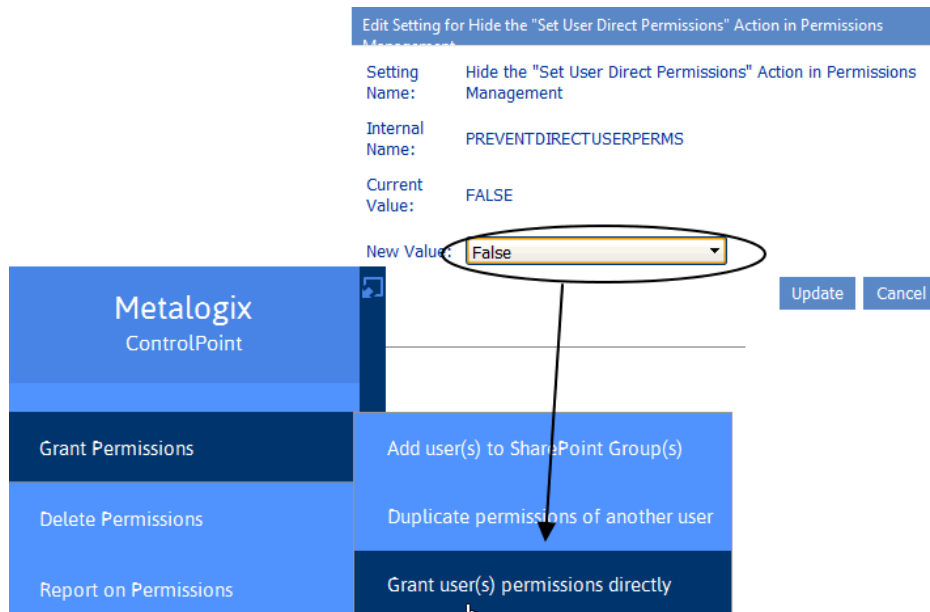 Edit Setting for Hide the "Set User Direct Permissions" Action in Permissions
Management
Setting
Name:
Hide the "Set User Direct Permissions" Action in Permissions
Management
Internal
Name:
PREVENTDIRECTUSERPERMS
Current
Value:
FALSE
New Value:
False
Update
Cancel
Metalogix
ControlPoint
Grant Permissions
Delete Permissions
Report on Permissions
Add user(s) to SharePoint Group(s)
Duplicate permissions of another user
Grant user(s) permissions directly